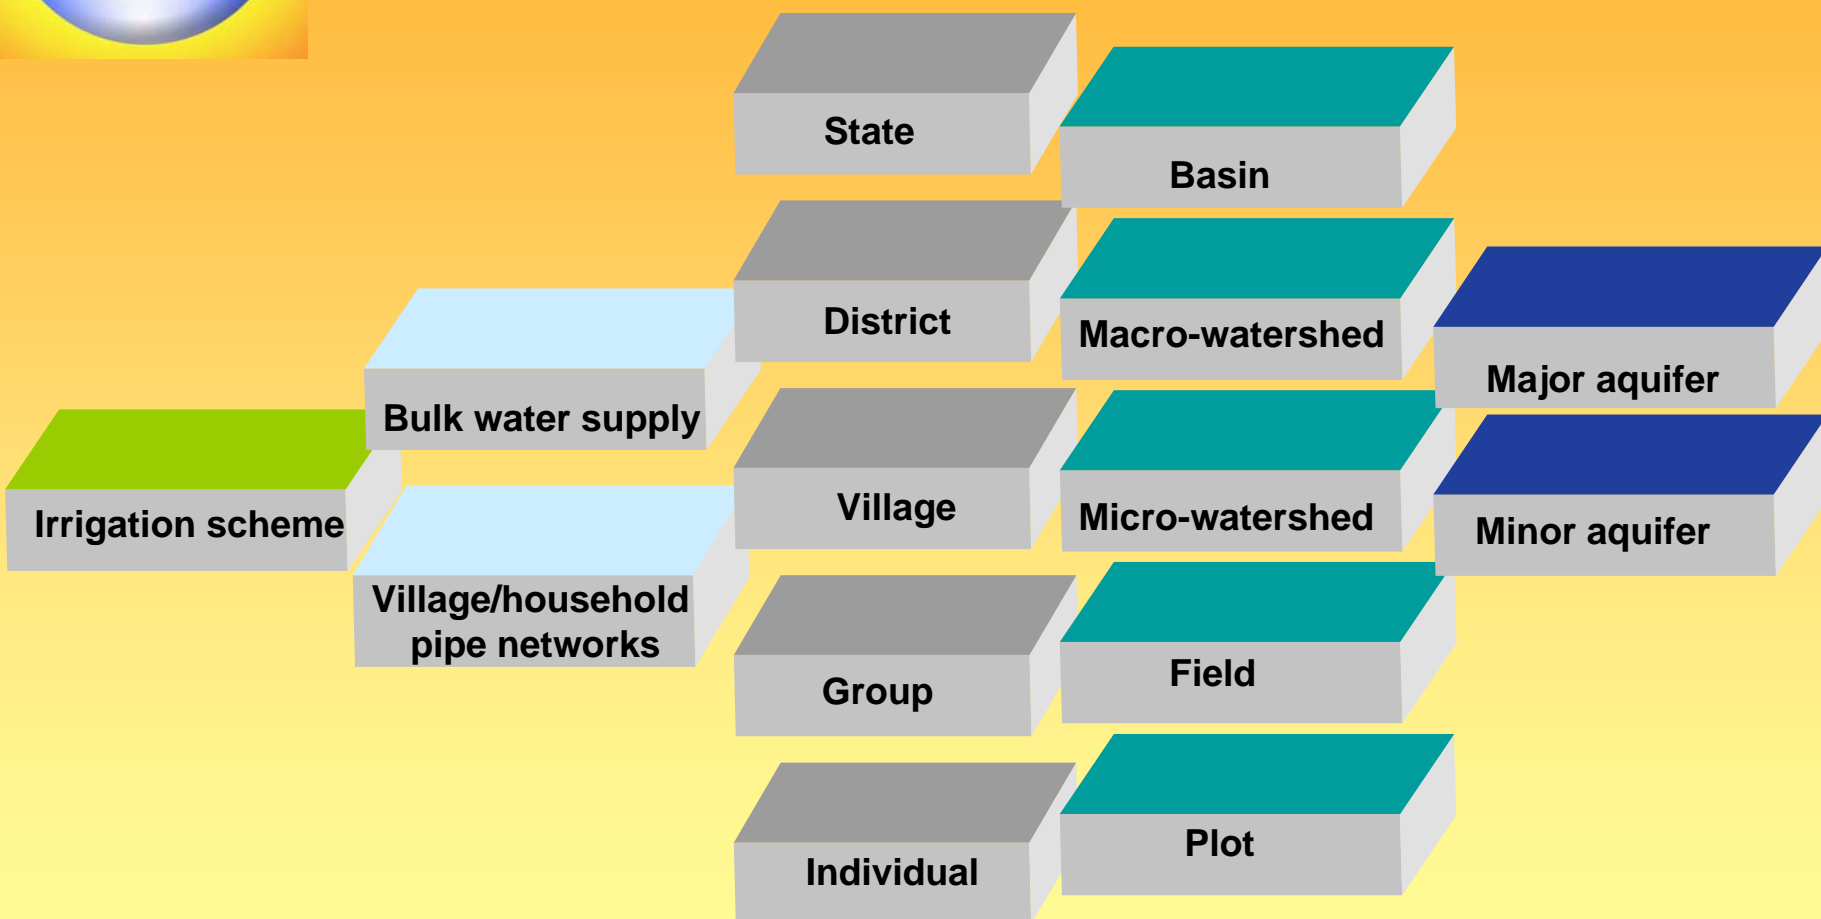 State
Basin
District
Macro-watershed
Major aquifer
Bulk water supply
Irrigation scheme
Village
Micro-watershed
Minor aquifer
Village/household
pipe networks
Group
Field
Individual
Plot